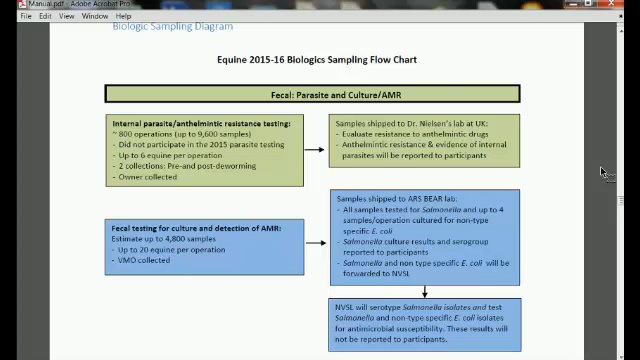 Manual.pdf - Adobe Acrobat Pro
File Edit View Window Help
Biologic Sampling Diagram
Equine 2015-16 Biologics Sampling Flow Chart
Fecal: Parasite and Culture/AMR
Internal parasite/anthelmintic resistance testing:
~ 800 operations (up to 9,600 samples)
- Did not participate in the 2015 parasite testing
- Up to 6 equine per operation
- 2 collections: Pre-and post-deworming
- Owner collected
Samples shipped to Dr. Nielsen's lab at UK:
- Evaluate resistance to anthelmintic drugs
- Anthelmintic resistance & evidence of internal
parasites will be reported to participants
Fecal testing for culture and detection of AMR:
Estimate up to 4,800 samples
- Up to 20 equine per operation
- VMO collected
Samples shipped to ARS BEAR lab:
- All samples tested for Salmonella and up to 4
samples/operation cultured for non-type
specific E. coli
- Salmonella culture results and serogroup
reported to participants
- Salmonella and non type specific E. coli will be
forwarded to NVSL
NVSL will serotype Salmonella isolates and test
Salmonella and non-type specific E. coli isolates
for antimicrobial susceptibility. These results will
not be reported to participants.